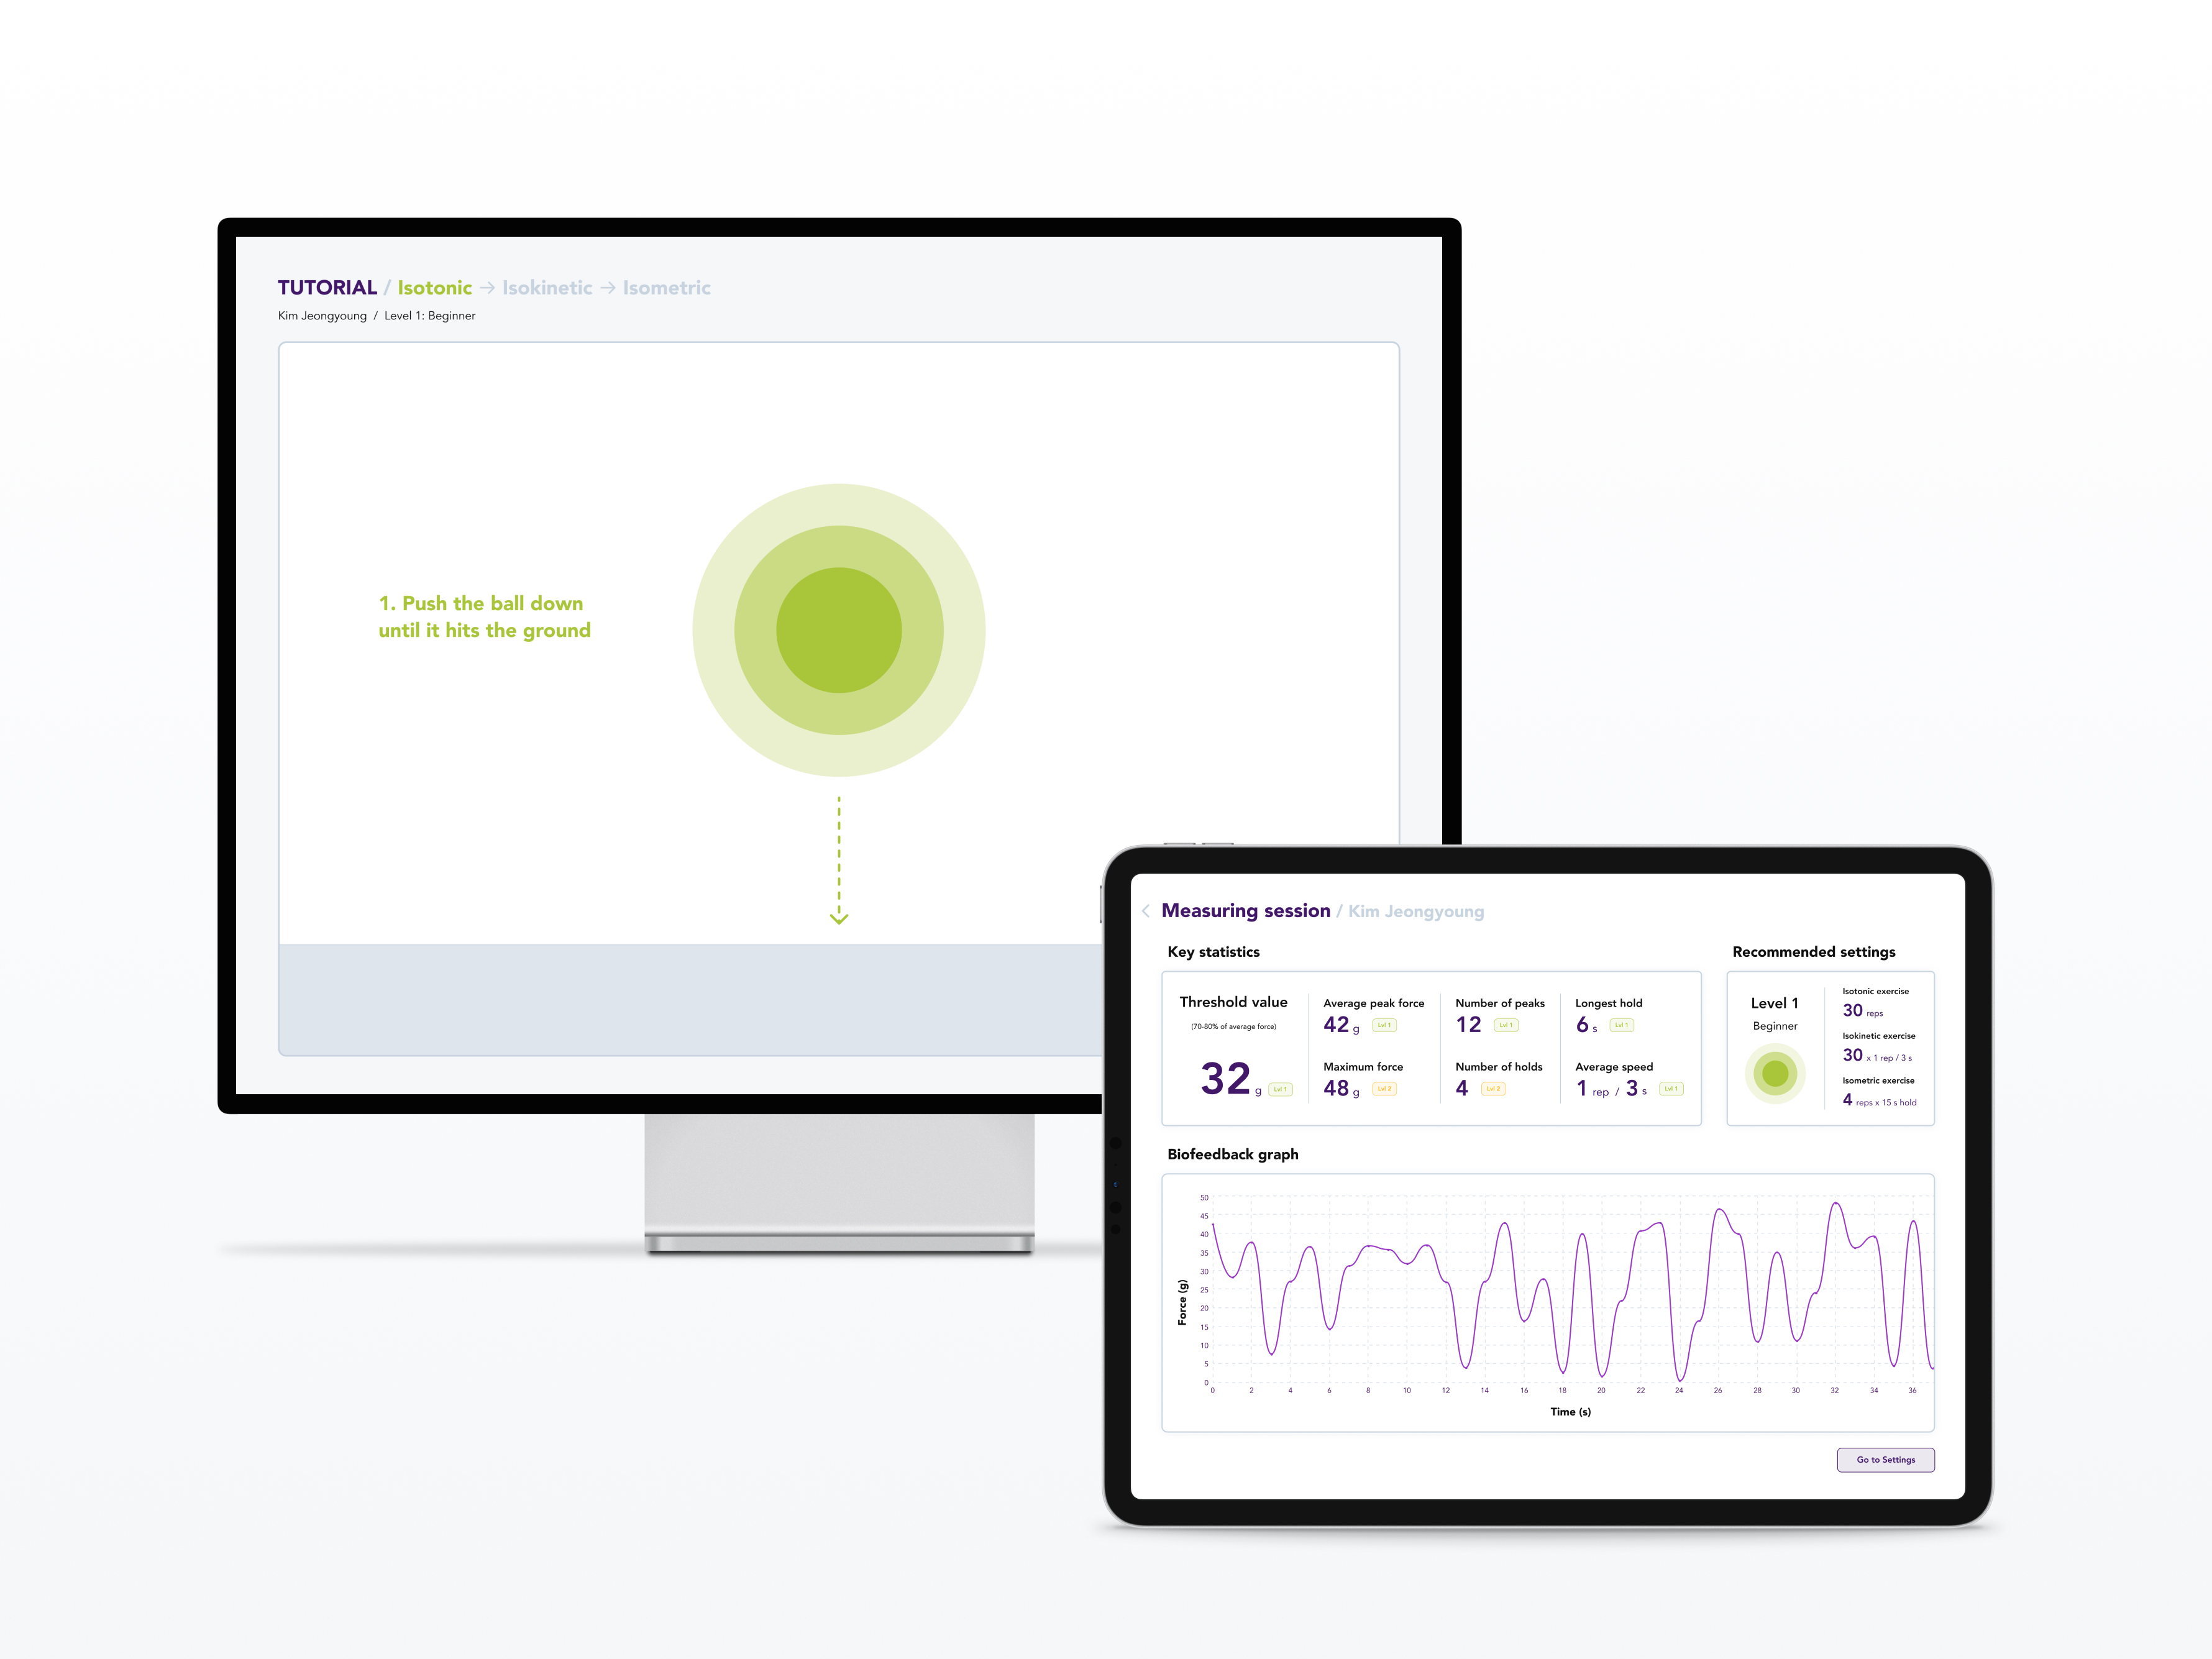 TUTORIAL / Isotonic → Isokinetic → Isometric
Kim Jeongyoung / Level 1: Beginner
1. Push the ball down
until it hits the ground
Measuring session / Kim Jeongyoung
Key statistics
Threshold value
(70-80% of average force)
32 g Lvl 1
Average peak force
42 g Lvl 1
Maximum force
48 g Lvl 2
Number of peaks
12 Lvl 1
Number of holds
4 Lvl 2
Longest hold
6 s Lvl 1
Average speed
1 rep / 3 s Lvl 1
Recommended settings
Level 1
Beginner
Isotonic exercise
30 reps
Isokinetic exercise
30 x 1 rep / 3 s
Isometric exercise
4 reps x 15 s hold
Biofeedback graph
Force (g)
50
45
40
35
30
25
20
15
10
5
0
0 2 4 6 8 10 12 14 16 18 20 22 24 26 28 30 32 34 36
Time (s)
Go to Settings